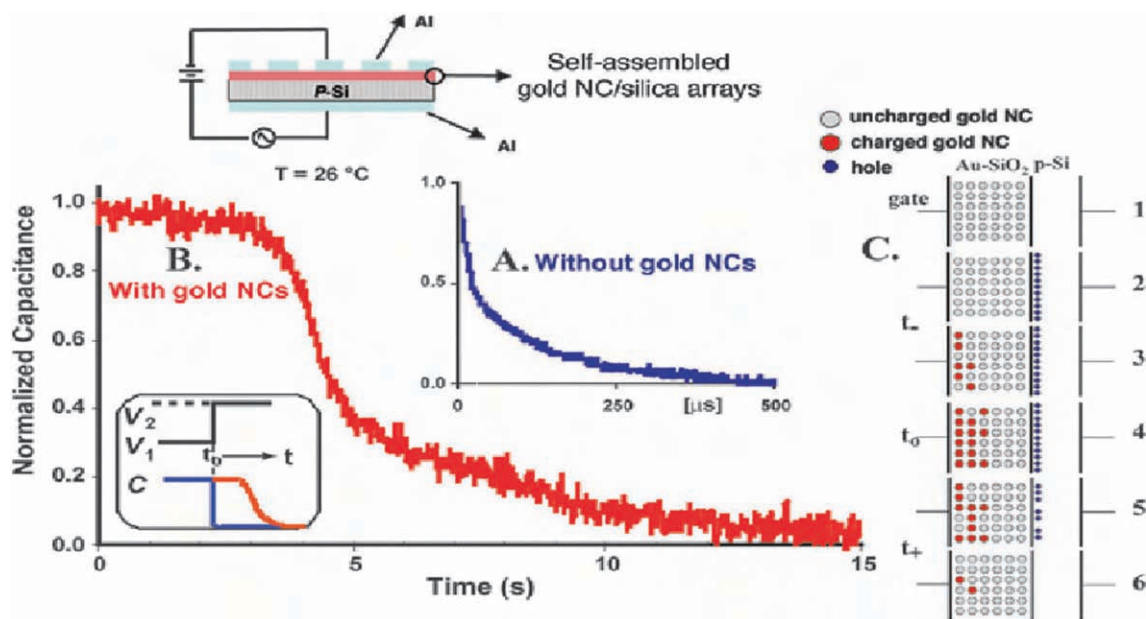 Al
Self-assembled
gold NC/silica arrays
P-Si
Al
T = 26 °C
uncharged gold NC
charged gold NC
hole
Au-SiO₂ p-Si
gate
1
C.
2
t₋
3
t₀
4
5
t₊
6
Normalized Capacitance
1.0
0.8
0.6
0.4
0.2
0.0
B.
With gold NCs
1.0
0.5
0.0
A. Without gold NCs
0
250
[µs]
500
V₂
V₁
t₀
t
C
0
5
10
15
Time (s)